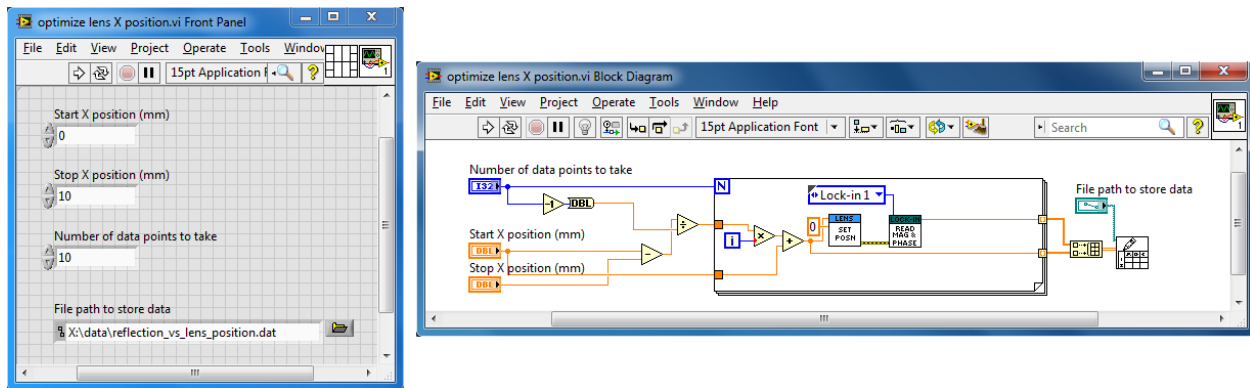 optimize lens X position.vi Front Panel
File Edit View Project Operate Tools Window
15pt Application F
1
Start X position (mm)
0
Stop X position (mm)
10
Number of data points to take
10
File path to store data
X:\data\reflection_vs_lens_position.dat
optimize lens X position.vi Block Diagram
File Edit View Project Operate Tools Window Help
15pt Application Font
Search
1
Number of data points to take
I32
N
-1
DBL
Lock-in 1
File path to store data
Start X position (mm)
DBL
Stop X position (mm)
DBL
i
0
LENS
SET
POSN
LOCK-IN
READ
MAG &
PHASE